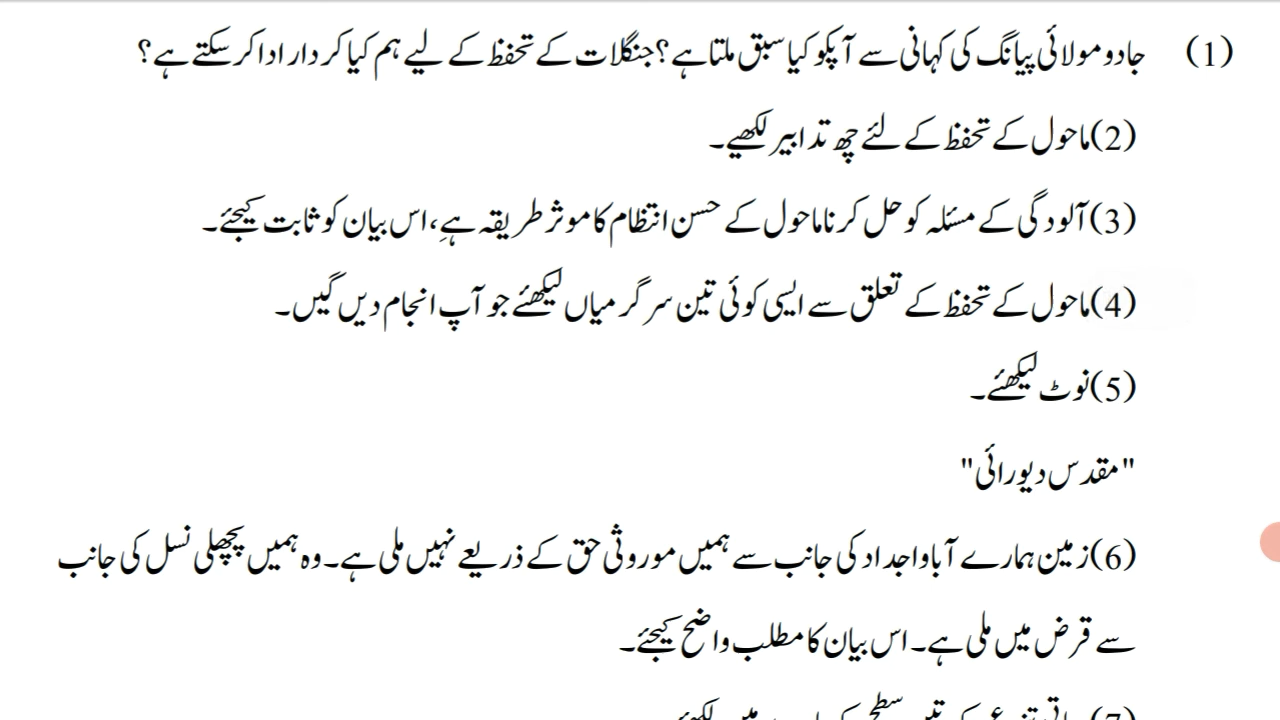 (1) جادو مولائی پیانگ کی کہانی سے آپکو کیا سبق ملتا ہے؟ جنگلات کے تحفظ کے لیے ہم کیا کردار ادا کر سکتے ہے؟
(2) ماحول کے تحفظ کے لئے چھ تدابیر لکھیے۔
(3) آلودگی کے مسئلہ کو حل کرنا ماحول کے حسن انتظام کا موثر طریقہ ہےِ، اس بیان کو ثابت کیجئے۔
(4) ماحول کے تحفظ کے تعلق سے ایسی کوئی تین سرگرمیاں لیکھئے جو آپ انجام دیں گیں۔
(5) نوٹ لیکھئے۔
"مقدس دیورائی"
(6) زمین ہمارے آباواجداد کی جانب سے ہمیں موروثی حق کے ذریعے نہیں ملی ہے۔ وہ ہمیں پچھلی نسل کی جانب
سے قرض میں ملی ہے۔ اس بیان کا مطلب واضح کیجئے۔
(7)